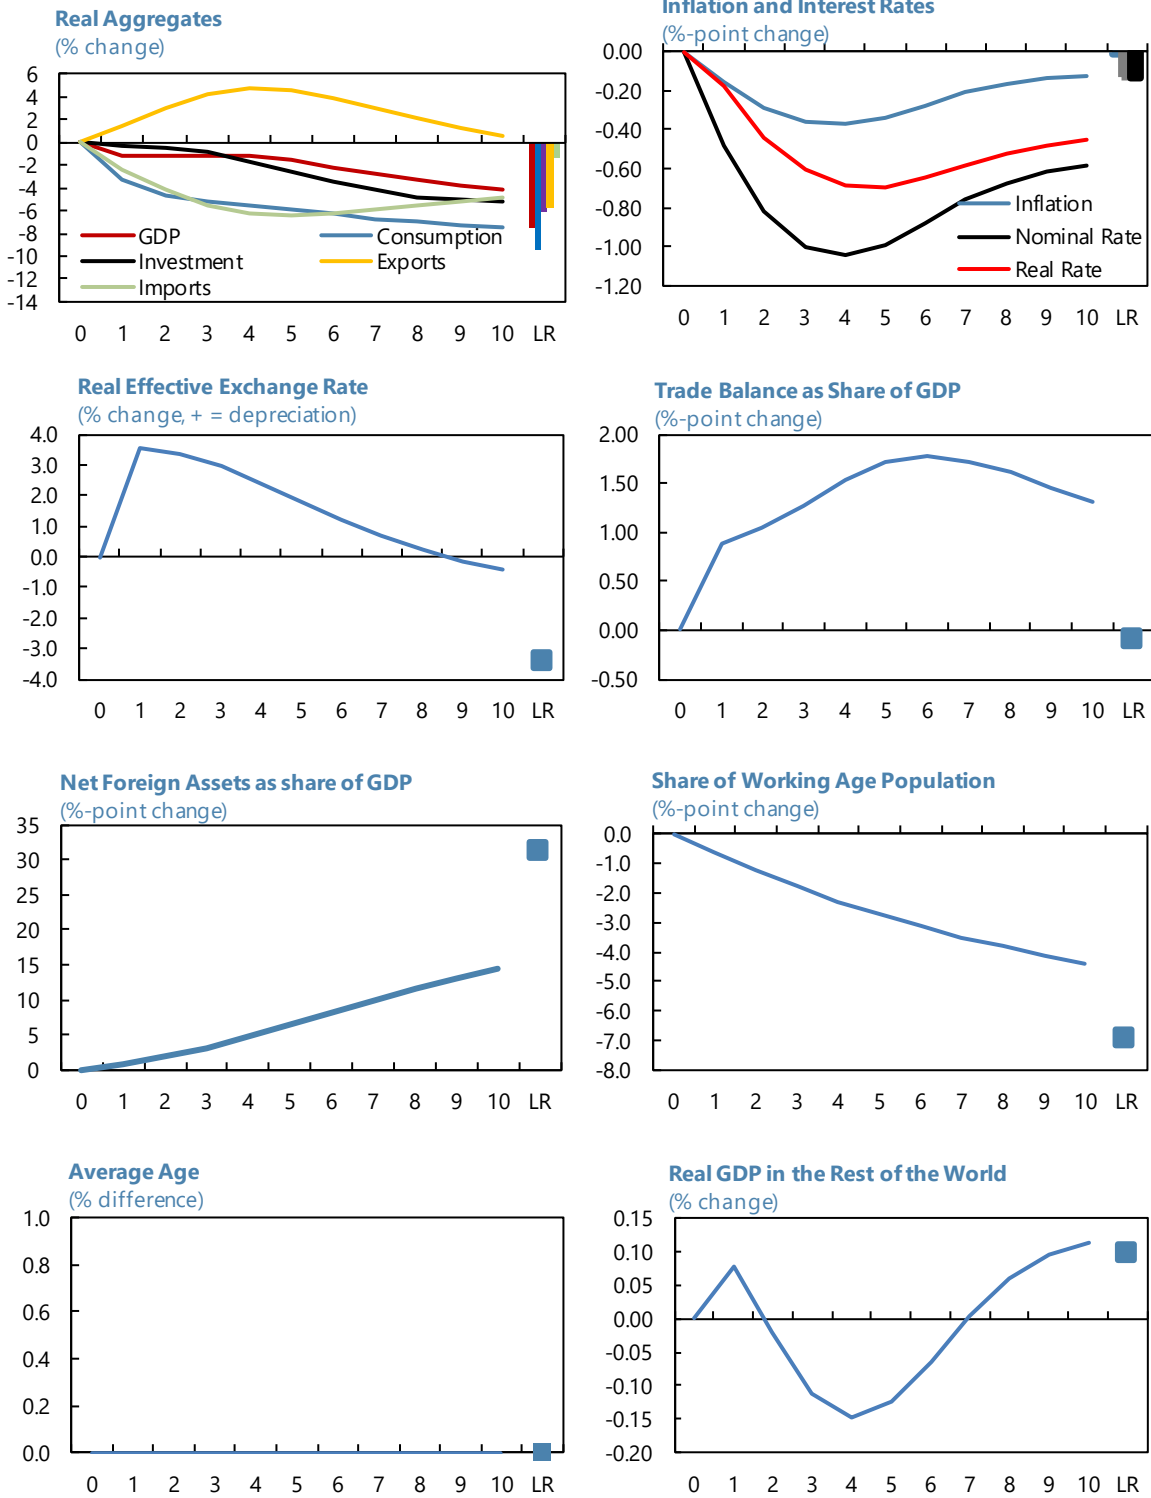 Real Aggregates
(% change)
6
4
2
0
-2
-4
-6
-8
-10
-12
-14
GDP
Consumption
Investment
Exports
Imports
0 1 2 3 4 5 6 7 8 9 10 LR
Inflation and Interest Rates
(%-point change)
0.00
-0.20
-0.40
-0.60
-0.80
-1.00
-1.20
Inflation
Nominal Rate
Real Rate
0 1 2 3 4 5 6 7 8 9 10 LR
Real Effective Exchange Rate
(% change, + = depreciation)
4.0
3.0
2.0
1.0
0.0
-1.0
-2.0
-3.0
-4.0
0 1 2 3 4 5 6 7 8 9 10 LR
Trade Balance as Share of GDP
(%-point change)
2.00
1.50
1.00
0.50
0.00
-0.50
0 1 2 3 4 5 6 7 8 9 10 LR
Net Foreign Assets as share of GDP
(%-point change)
35
30
25
20
15
10
5
0
0 1 2 3 4 5 6 7 8 9 10 LR
Share of Working Age Population
(%-point change)
0.0
-1.0
-2.0
-3.0
-4.0
-5.0
-6.0
-7.0
-8.0
0 1 2 3 4 5 6 7 8 9 10 LR
Average Age
(% difference)
1.0
0.8
0.6
0.4
0.2
0.0
0 1 2 3 4 5 6 7 8 9 10 LR
Real GDP in the Rest of the World
(% change)
0.15
0.10
0.05
0.00
-0.05
-0.10
-0.15
-0.20
0 1 2 3 4 5 6 7 8 9 10 LR